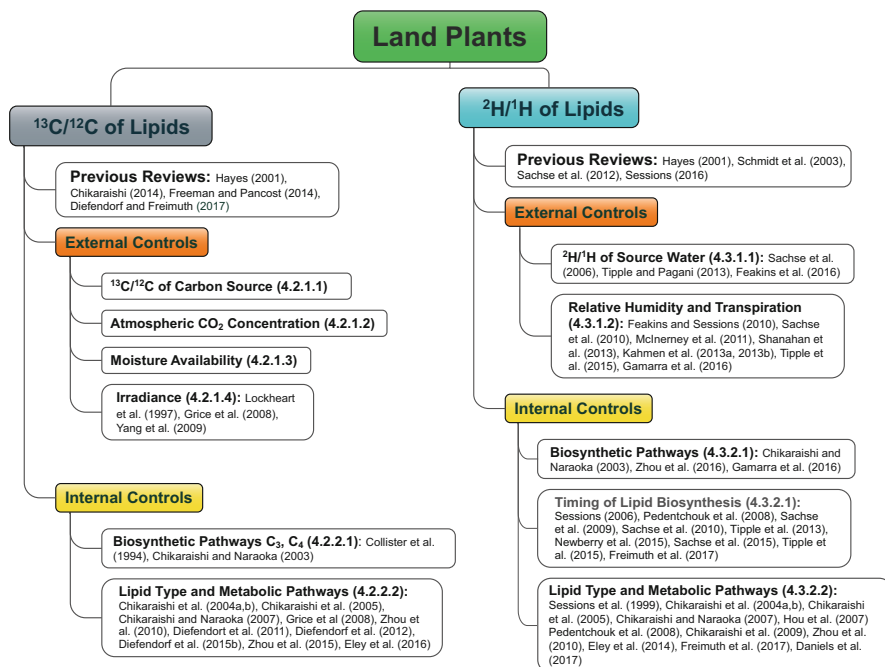 Land Plants
¹³C/¹²C of Lipids
Previous Reviews: Hayes (2001),
Chikaraishi (2014), Freeman and Pancost (2014),
Diefendorf and Freimuth (2017)
External Controls
¹³C/¹²C of Carbon Source (4.2.1.1)
Atmospheric CO₂ Concentration (4.2.1.2)
Moisture Availability (4.2.1.3)
Irradiance (4.2.1.4): Lockheart
et al. (1997), Grice et al. (2008),
Yang et al. (2009)
Internal Controls
Biosynthetic Pathways C₃, C₄ (4.2.2.1): Collister et al.
(1994), Chikaraishi and Naraoka (2003)
Lipid Type and Metabolic Pathways (4.2.2.2):
Chikaraishi et al. (2004a,b), Chikaraishi et al. (2005),
Chikaraishi and Naraoka (2007), Grice et al (2008), Zhou
et al. (2010), Diefendort et al. (2011), Diefendorf et al. (2012),
Diefendorf et al. (2015b), Zhou et al. (2015), Eley et al. (2016)
²H/¹H of Lipids
Previous Reviews: Hayes (2001), Schmidt et al. (2003),
Sachse et al. (2012), Sessions (2016)
External Controls
²H/¹H of Source Water (4.3.1.1): Sachse et al.
(2006), Tipple and Pagani (2013), Feakins et al. (2016)
Relative Humidity and Transpiration
(4.3.1.2): Feakins and Sessions (2010), Sachse
et al. (2010), McInerney et al. (2011), Shanahan
et al. (2013), Kahmen et al. (2013a, 2013b), Tipple
et al. (2015), Gamarra et al. (2016)
Internal Controls
Biosynthetic Pathways (4.3.2.1): Chikaraishi and
Naraoka (2003), Zhou et al. (2016), Gamarra et al. (2016)
Timing of Lipid Biosynthesis (4.3.2.1):
Sessions (2006), Pedentchouk et al. (2008), Sachse
et al. (2009), Sachse et al. (2010), Tipple et al. (2013),
Newberry et al. (2015), Sachse et al. (2015), Tipple et al.
(2015), Freimuth et al. (2017)
Lipid Type and Metabolic Pathways (4.3.2.2):
Sessions et al. (1999), Chikaraishi et al. (2004a,b), Chikaraishi
et al. (2005), Chikaraishi and Naraoka (2007), Hou et al. (2007)
Pedentchouk et al. (2008), Chikaraishi et al. (2009), Zhou et al.
(2010), Eley et al. (2014), Freimuth et al. (2017), Daniels et al.
(2017)